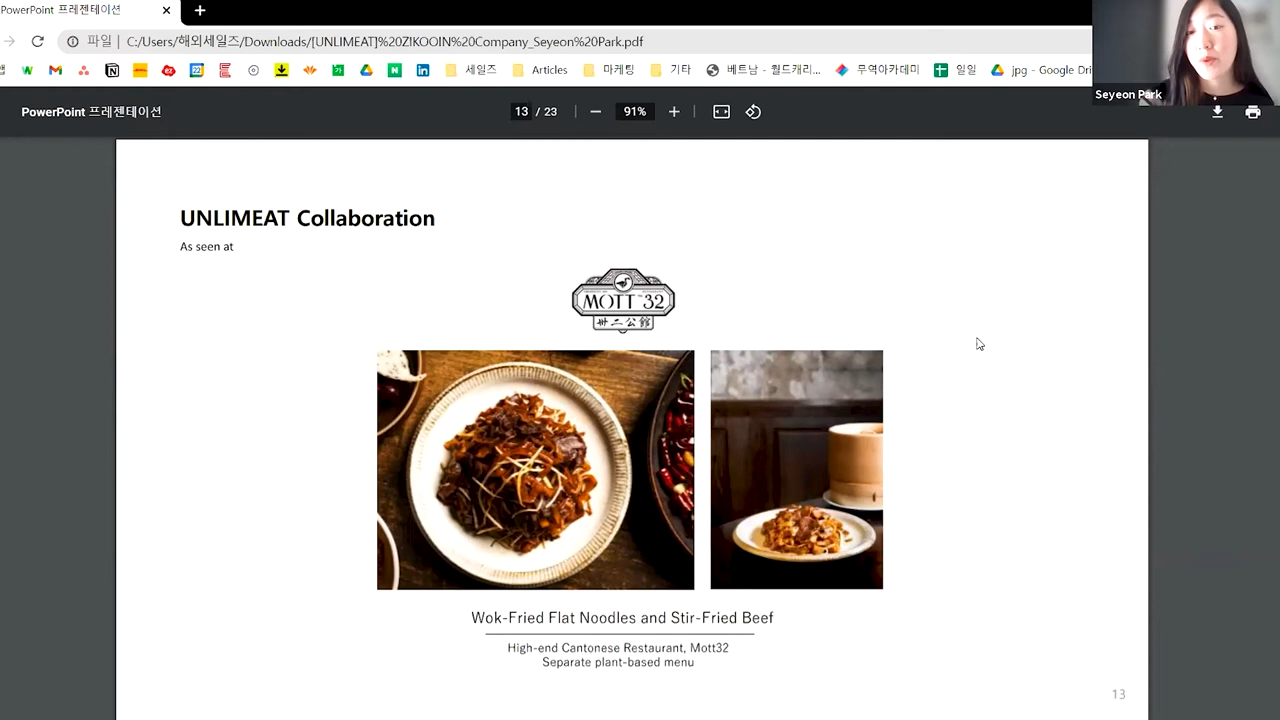 PowerPoint 프레젠테이션
파일 | C:/Users/해외세일즈/Downloads/[UNLIMEAT]%20ZIKOOIN%20Company_Seyeon%20Park.pdf
세일즈 Articles 마케팅 기타 베트남 - 월드캐리... 무역아카데미 일일 jpg - Google Dri
Seyeon Park
PowerPoint 프레젠테이션 13 / 23 91%
UNLIMEAT Collaboration
As seen at
MOTT 32
卅二公館
Wok-Fried Flat Noodles and Stir-Fried Beef
High-end Cantonese Restaurant, Mott32
Separate plant-based menu
13